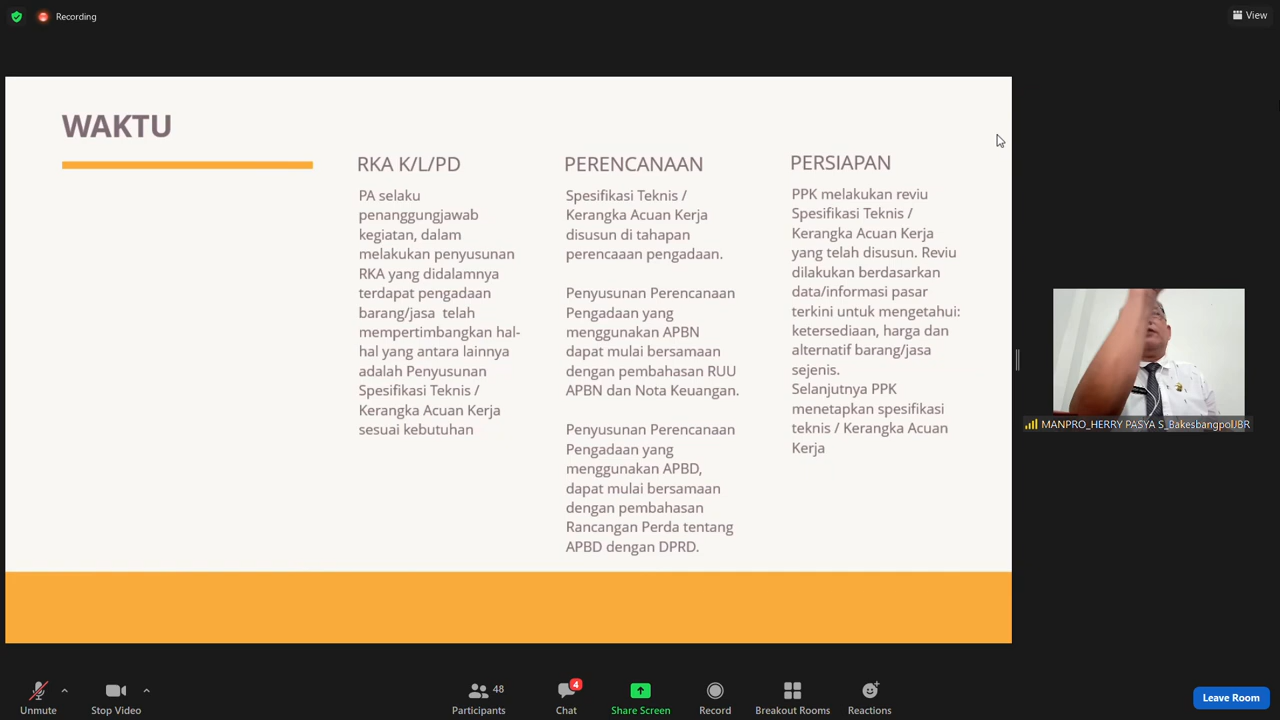 Recording
View
WAKTU
RKA K/L/PD
PA selaku
penanggungjawab
kegiatan, dalam
melakukan penyusunan
RKA yang didalamnya
terdapat pengadaan
barang/jasa telah
mempertimbangkan hal-
hal yang antara lainnya
adalah Penyusunan
Spesifikasi Teknis /
Kerangka Acuan Kerja
sesuai kebutuhan
PERENCANAAN
Spesifikasi Teknis /
Kerangka Acuan Kerja
disusun di tahapan
perencaaan pengadaan.
Penyusunan Perencanaan
Pengadaan yang
menggunakan APBN
dapat mulai bersamaan
dengan pembahasan RUU
APBN dan Nota Keuangan.
Penyusunan Perencanaan
Pengadaan yang
menggunakan APBD,
dapat mulai bersamaan
dengan pembahasan
Rancangan Perda tentang
APBD dengan DPRD.
PERSIAPAN
PPK melakukan reviu
Spesifikasi Teknis /
Kerangka Acuan Kerja
yang telah disusun. Reviu
dilakukan berdasarkan
data/informasi pasar
terkini untuk mengetahui:
ketersediaan, harga dan
alternatif barang/jasa
sejenis.
Selanjutnya PPK
menetapkan spesifikasi
teknis / Kerangka Acuan
Kerja
MANPRO_HERRY PASYA S_BakesbangpolJBR
Unmute
Stop Video
48
Participants
4
Chat
Share Screen
Record
Breakout Rooms
Reactions
Leave Room